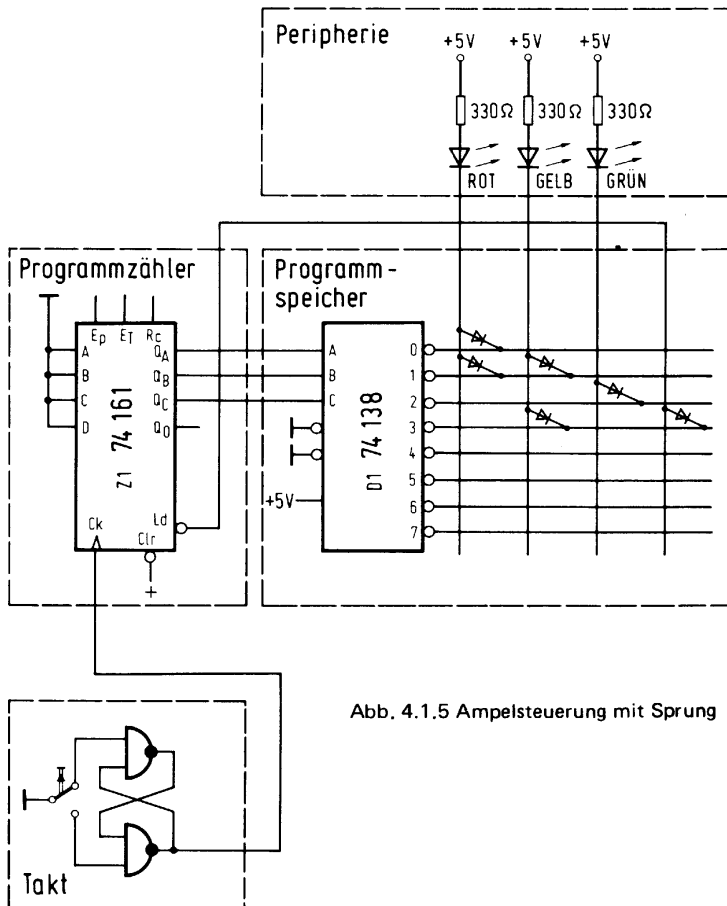 Peripherie
+5V +5V +5V
330Ω 330Ω 330Ω
ROT GELB GRÜN
Programmzähler
Ep ET Rc
A QA
B QB
C QC
D QD
Z1 74 161
Ck
Ld
Clr
+
Programm-
speicher
A
B
C
+5V
D1 74 138
0
1
2
3
4
5
6
7
Takt
Abb. 4.1.5 Ampelsteuerung mit Sprung